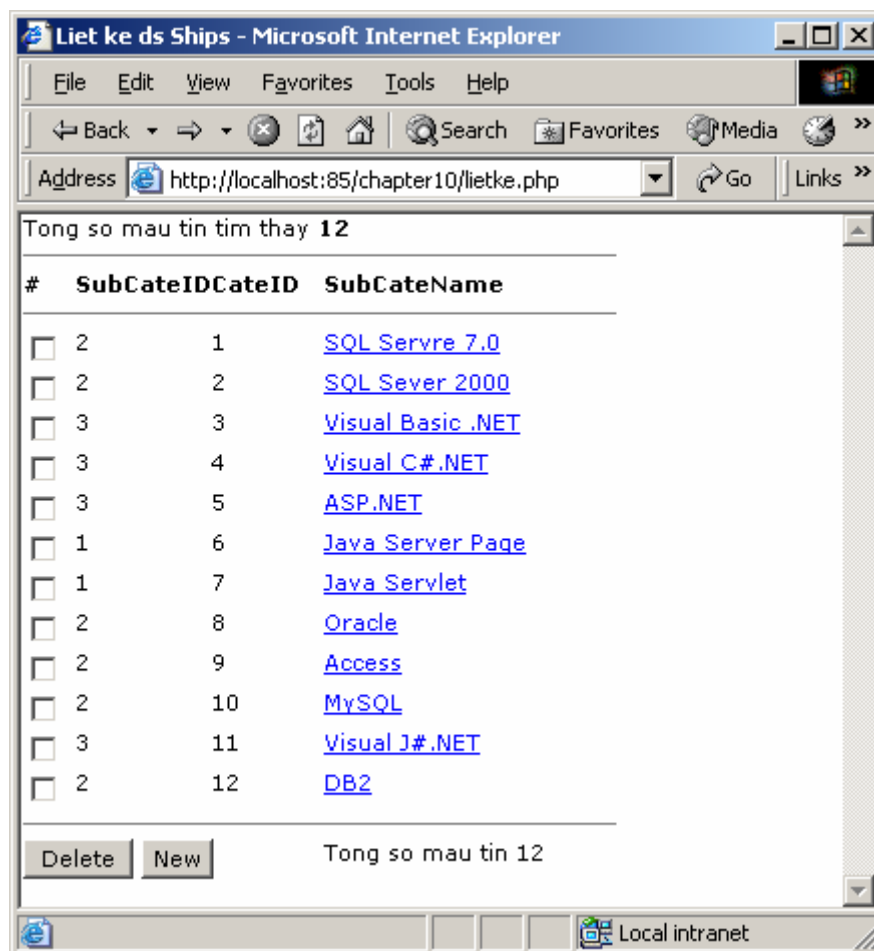 Liet ke ds Ships - Microsoft Internet Explorer
File Edit View Favorites Tools Help
Back Search Favorites Media »
Address http://localhost:85/chapter10/lietke.php Go Links »
Tong so mau tin tim thay 12
# SubCateIDCateID SubCateName
2 1 SQL Servre 7.0
2 2 SQL Sever 2000
3 3 Visual Basic .NET
3 4 Visual C#.NET
3 5 ASP.NET
1 6 Java Server Page
1 7 Java Servlet
2 8 Oracle
2 9 Access
2 10 MySQL
3 11 Visual J#.NET
2 12 DB2
Delete New Tong so mau tin 12
Local intranet